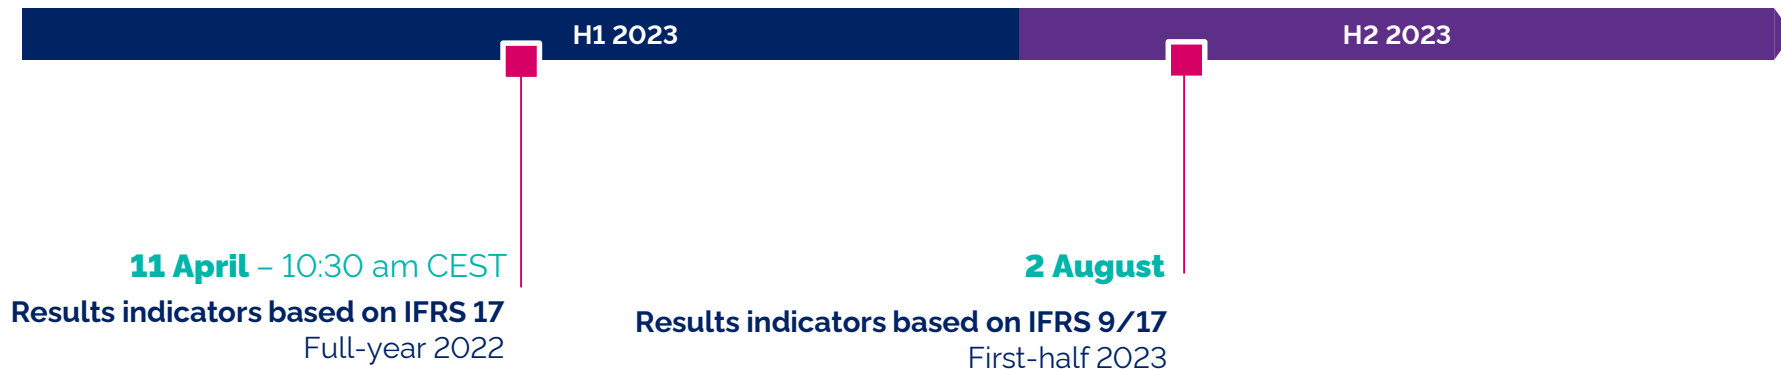 H1 2023
H2 2023
11 April – 10:30 am CEST
Results indicators based on IFRS 17
Full-year 2022
2 August
Results indicators based on IFRS 9/17
First-half 2023